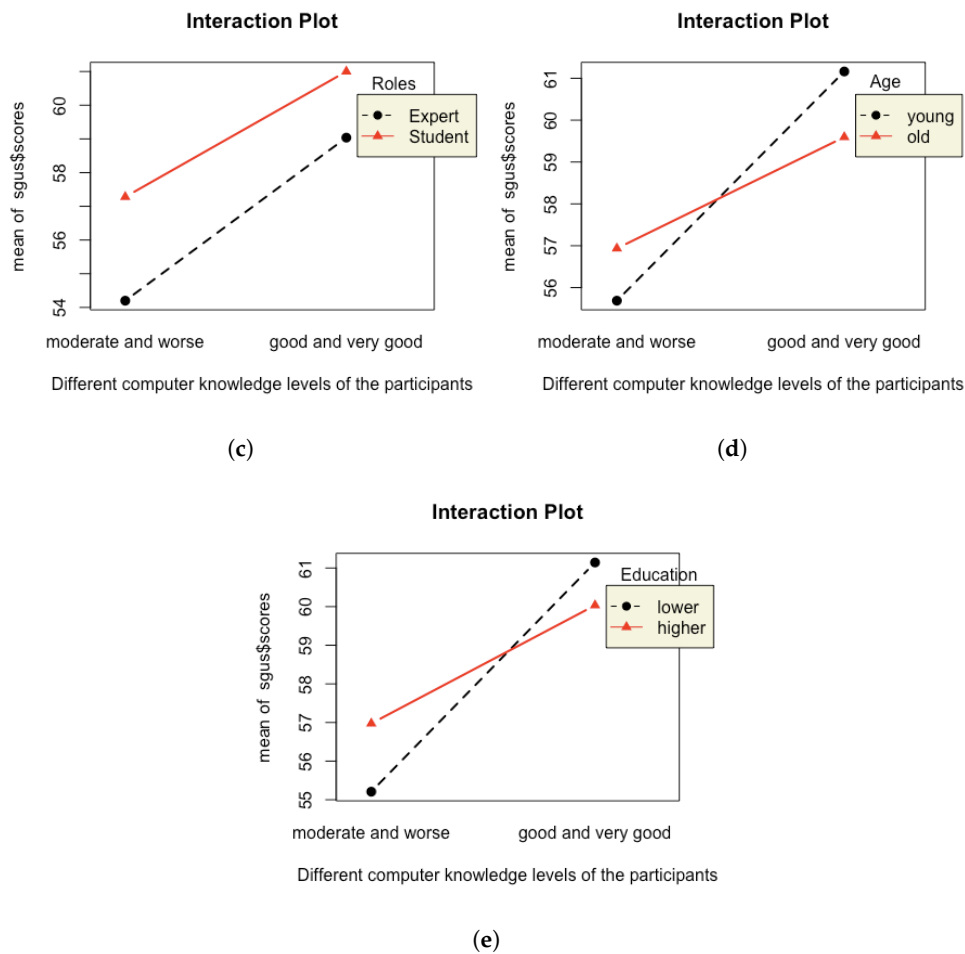 Interaction Plot
mean of sgus$scores
60
58
56
54
Roles
Expert
Student
moderate and worse
good and very good
Different computer knowledge levels of the participants
(c)
Interaction Plot
mean of sgus$scores
61
60
59
58
57
56
Age
young
old
moderate and worse
good and very good
Different computer knowledge levels of the participants
(d)
Interaction Plot
mean of sgus$scores
61
60
59
58
57
56
55
Education
lower
higher
moderate and worse
good and very good
Different computer knowledge levels of the participants
(e)